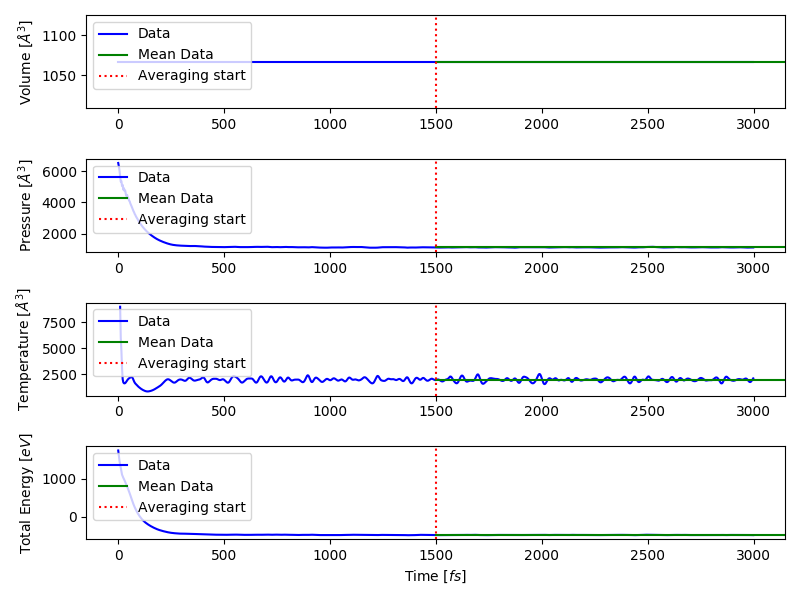 Volume [Å³]
1100
1050
Data
Mean Data
Averaging start
0 500 1000 1500 2000 2500 3000
Pressure [Å³]
6000
4000
2000
Data
Mean Data
Averaging start
0 500 1000 1500 2000 2500 3000
Temperature [Å³]
7500
5000
2500
Data
Mean Data
Averaging start
0 500 1000 1500 2000 2500 3000
Total Energy [eV]
1000
0
Data
Mean Data
Averaging start
0 500 1000 1500 2000 2500 3000
Time [fs]